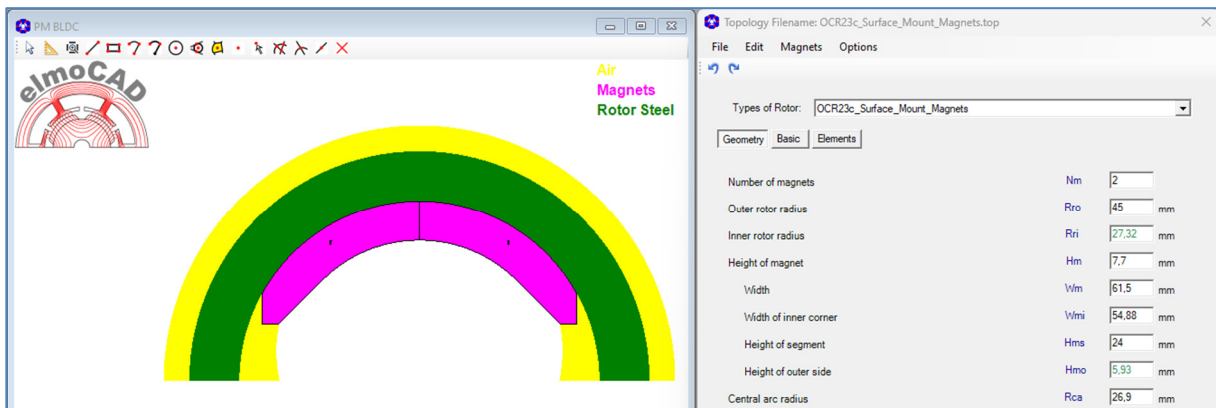 PM BLDC
elmoCAD
Air
Magnets
Rotor Steel
Topology Filename: OCR23c_Surface_Mount_Magnets.top
File Edit Magnets Options
Types of Rotor: OCR23c_Surface_Mount_Magnets
Geometry Basic Elements
Number of magnets Nm 2
Outer rotor radius Rro 45 mm
Inner rotor radius Rri 27,32 mm
Height of magnet Hm 7,7 mm
Width Wm 61,5 mm
Width of inner corner Wmi 54,88 mm
Height of segment Hms 24 mm
Height of outer side Hmo 5,93 mm
Central arc radius Rca 26,9 mm